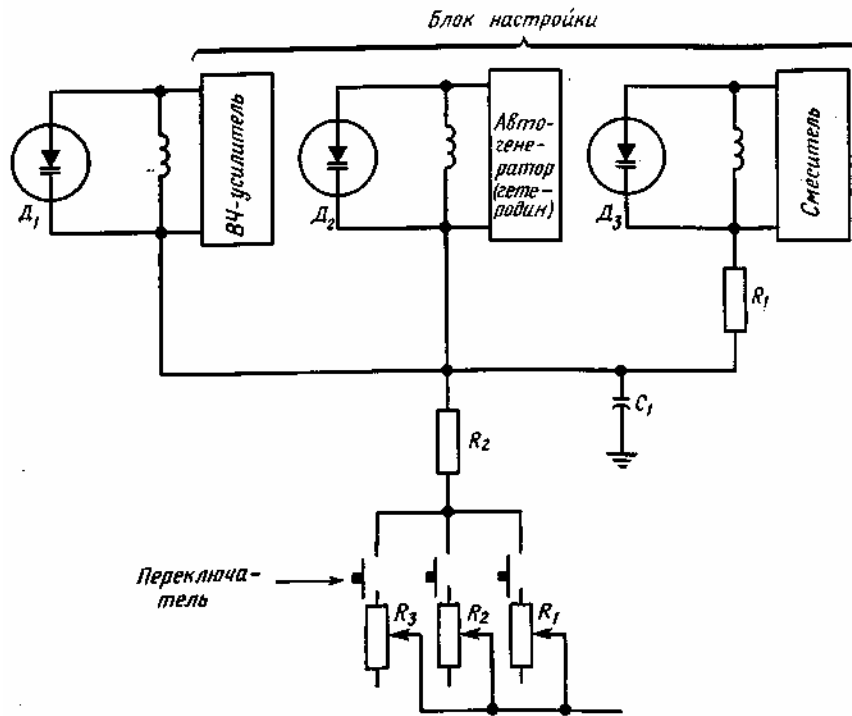 Блок настройки
ВЧ-усилитель
Авто-
гене-
ратор
(гете-
родин)
Смеситель
Д1
Д2
Д3
R1
C1
R2
Переключа-
тель
R3
R2
R1